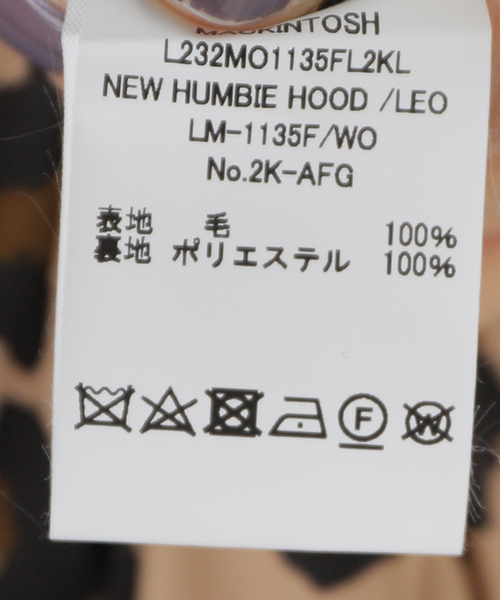 MACKINTOSH
L232MO1135FL2KL
NEW HUMBIE HOOD /LEO
LM-1135F/WO
No.2K-AFG
表地 毛 100%
裏地 ポリエステル 100%
F W